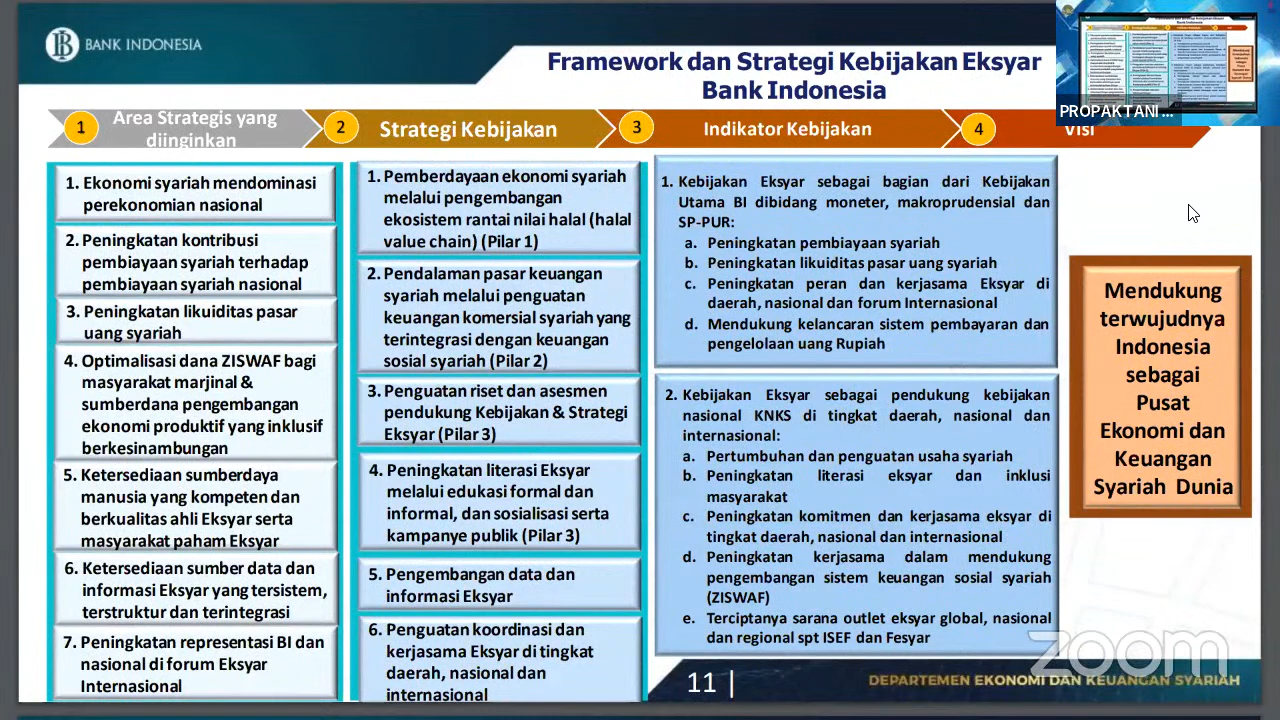 BANK INDONESIA
Framework dan Strategi Kebijakan Eksyar
Bank Indonesia
PROPAKTANI ...
1
Area Strategis yang
diinginkan
2
Strategi Kebijakan
3
Indikator Kebijakan
4
Visi
1. Ekonomi syariah mendominasi
perekonomian nasional
2. Peningkatan kontribusi
pembiayaan syariah terhadap
pembiayaan syariah nasional
3. Peningkatan likuiditas pasar
uang syariah
4. Optimalisasi dana ZISWAF bagi
masyarakat marjinal &
sumberdana pengembangan
ekonomi produktif yang inklusif
berkesinambungan
5. Ketersediaan sumberdaya
manusia yang kompeten dan
berkualitas ahli Eksyar serta
masyarakat paham Eksyar
6. Ketersediaan sumber data dan
informasi Eksyar yang tersistem,
terstruktur dan terintegrasi
7. Peningkatan representasi BI dan
nasional di forum Eksyar
Internasional
1. Pemberdayaan ekonomi syariah
melalui pengembangan
ekosistem rantai nilai halal (halal
value chain) (Pilar 1)
2. Pendalaman pasar keuangan
syariah melalui penguatan
keuangan komersial syariah yang
terintegrasi dengan keuangan
sosial syariah (Pilar 2)
3. Penguatan riset dan asesmen
pendukung Kebijakan & Strategi
Eksyar (Pilar 3)
4. Peningkatan literasi Eksyar
melalui edukasi formal dan
informal, dan sosialisasi serta
kampanye publik (Pilar 3)
5. Pengembangan data dan
informasi Eksyar
6. Penguatan koordinasi dan
kerjasama Eksyar di tingkat
daerah, nasional dan
internasional
1. Kebijakan Eksyar sebagai bagian dari Kebijakan
Utama BI dibidang moneter, makroprudensial dan
SP-PUR:
a. Peningkatan pembiayaan syariah
b. Peningkatan likuiditas pasar uang syariah
c. Peningkatan peran dan kerjasama Eksyar di
daerah, nasional dan forum Internasional
d. Mendukung kelancaran sistem pembayaran dan
pengelolaan uang Rupiah
2. Kebijakan Eksyar sebagai pendukung kebijakan
nasional KNKS di tingkat daerah, nasional dan
internasional:
a. Pertumbuhan dan penguatan usaha syariah
b. Peningkatan literasi eksyar dan inklusi
masyarakat
c. Peningkatan komitmen dan kerjasama eksyar di
tingkat daerah, nasional dan internasional
d. Peningkatan kerjasama dalam mendukung
pengembangan sistem keuangan sosial syariah
(ZISWAF)
e. Terciptanya sarana outlet eksyar global, nasional
dan regional spt ISEF dan Fesyar
Mendukung
terwujudnya
Indonesia
sebagai
Pusat
Ekonomi dan
Keuangan
Syariah Dunia
zoom
11 |
DEPARTEMEN EKONOMI DAN KEUANGAN SYARIAH